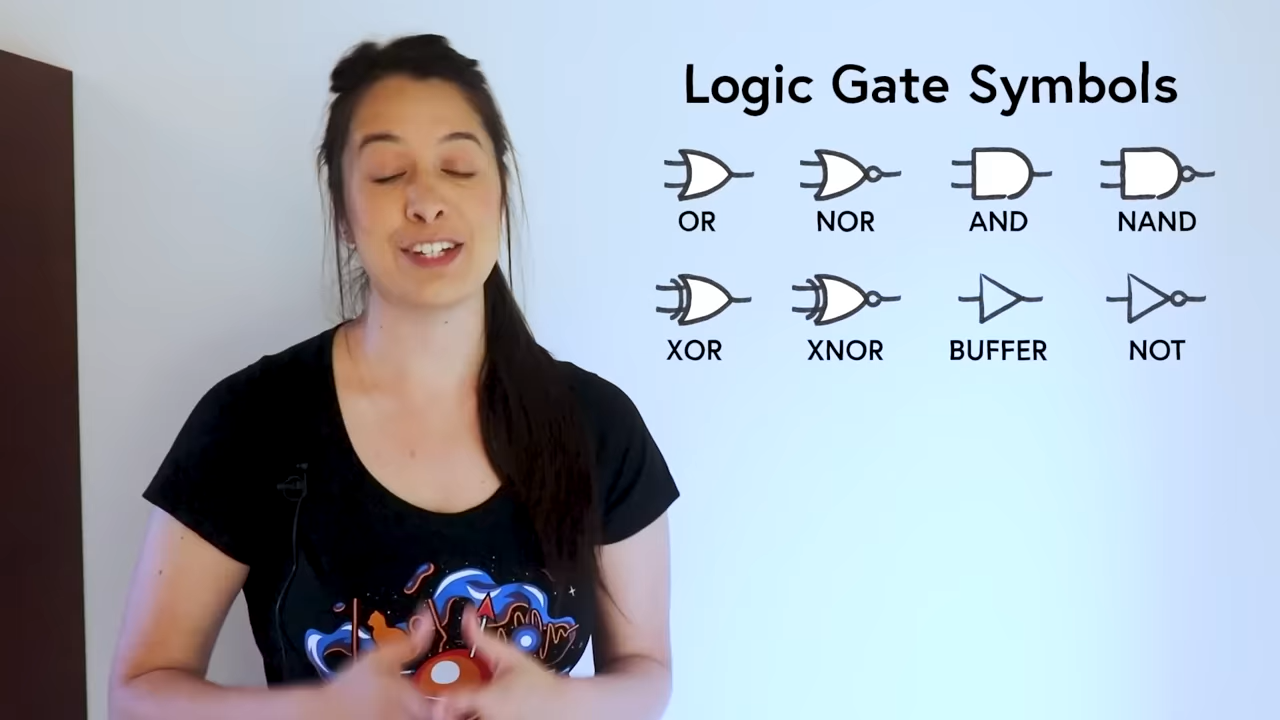 Logic Gate Symbols
OR NOR AND NAND
XOR XNOR BUFFER NOT